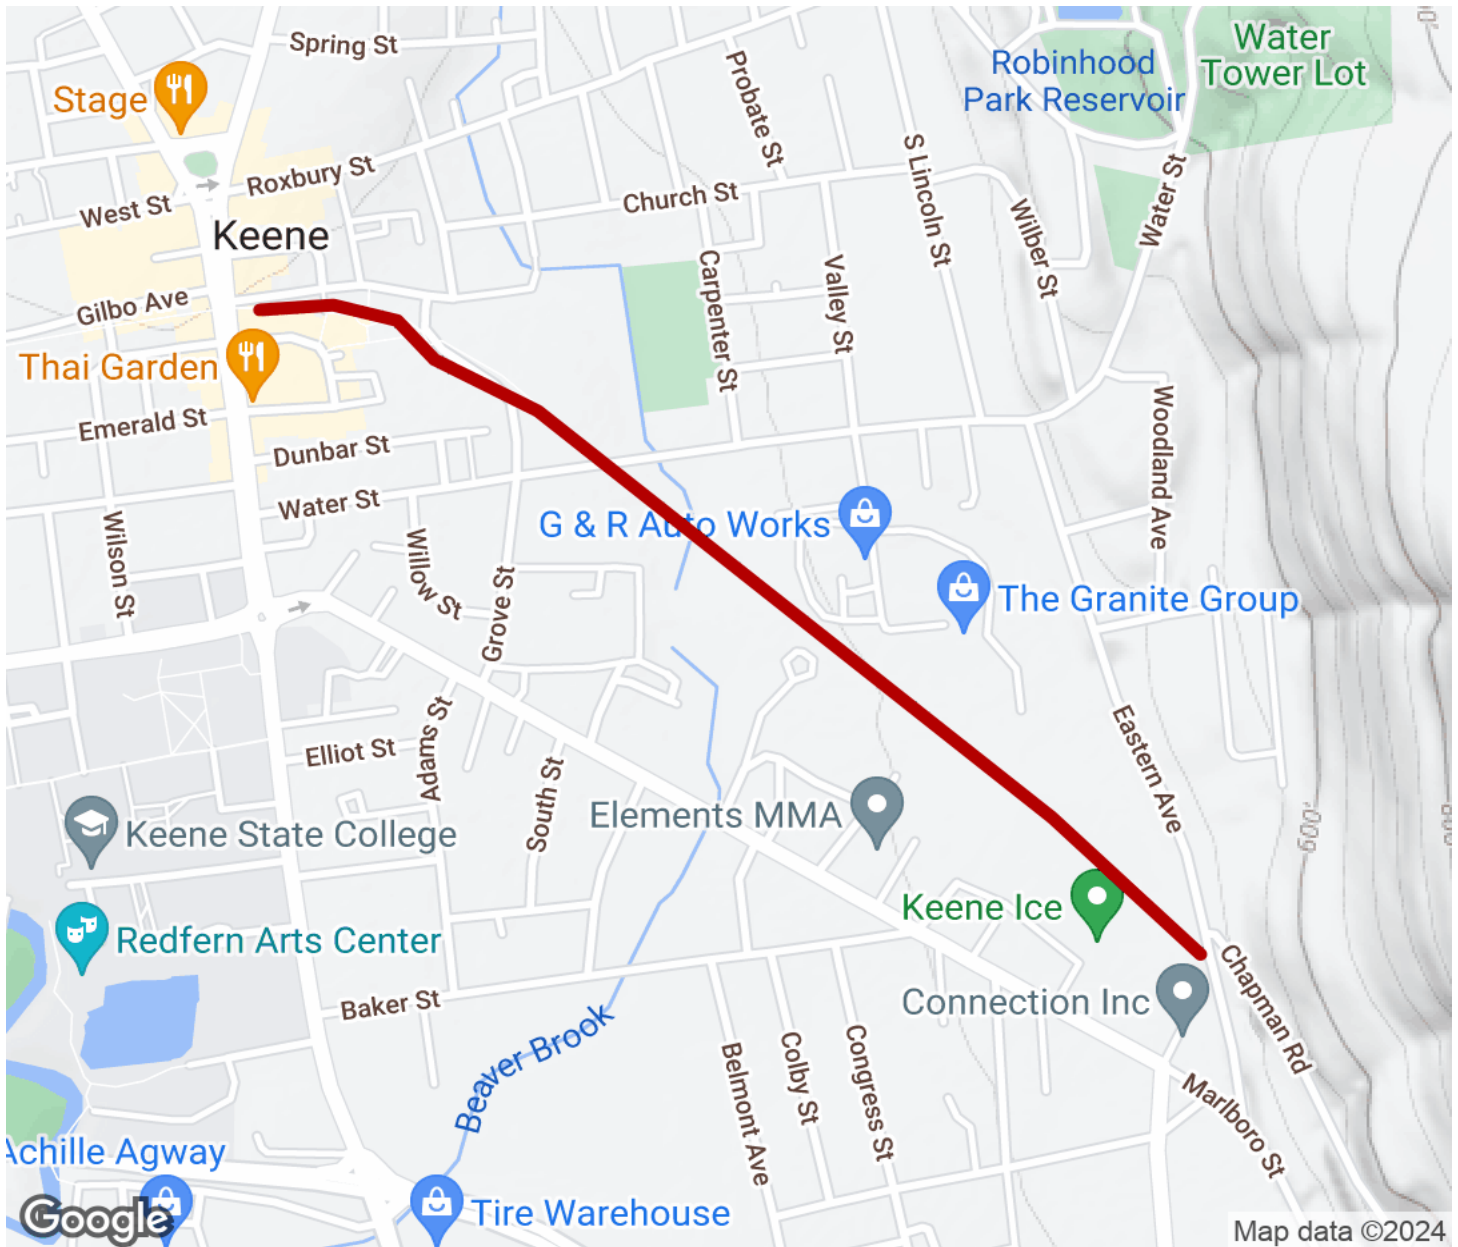 Spring St
Water
Tower Lot
Robinhood
Park Reservoir
Stage
Probate St
S Lincoln St
Roxbury St
Church St
West St
Water St
Wilber St
Keene
Carpenter St
Valley St
Gilbo Ave
Thai Garden
Emerald St
Dunbar St
Woodland Ave
Water St
G & R Auto Works
Wilson St
Willow St
Grove St
The Granite Group
Eastern Ave
Adams St
Elliot St
South St
Elements MMA
Keene State College
600
Keene Ice
Redfern Arts Center
Chapman Rd
Connection Inc
Baker St
Beaver Brook
Belmont Ave
Colby St
Congress St
Marlboro St
Achille Agway
Tire Warehouse
Google
Map data ©2024